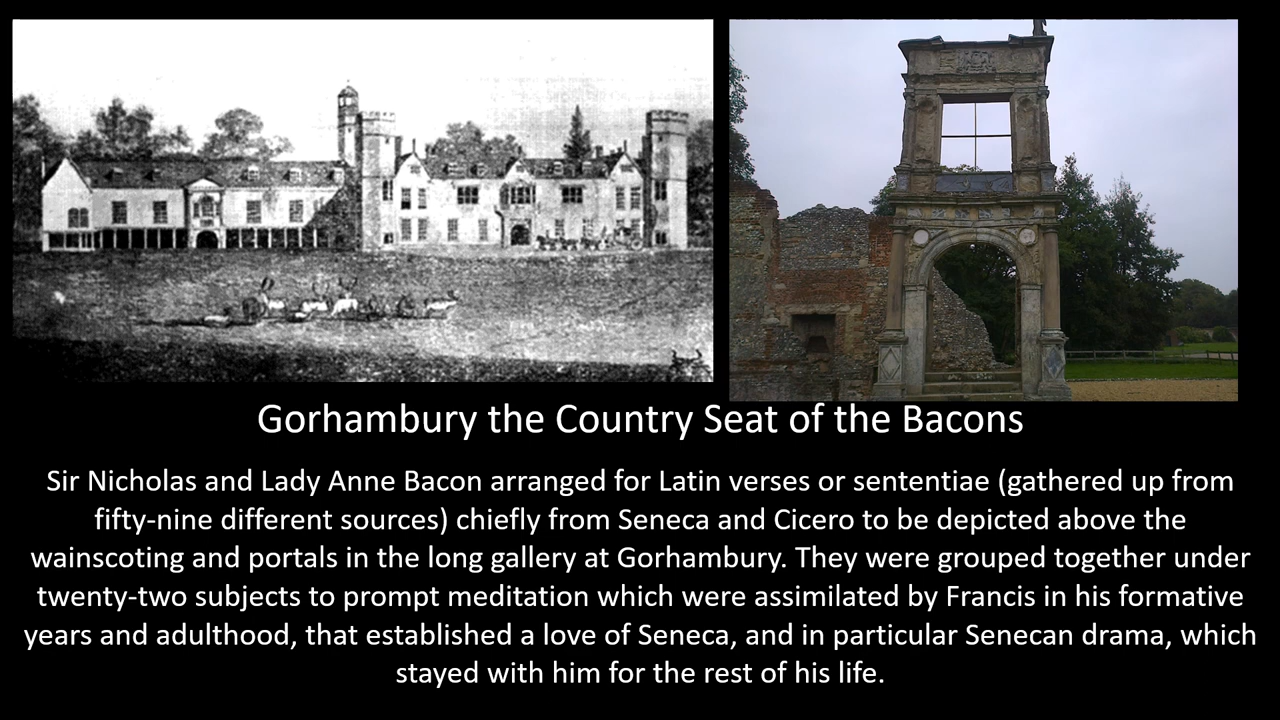 Gorhambury the Country Seat of the Bacons
Sir Nicholas and Lady Anne Bacon arranged for Latin verses or sententiae (gathered up from
fifty-nine different sources) chiefly from Seneca and Cicero to be depicted above the
wainscoting and portals in the long gallery at Gorhambury. They were grouped together under
twenty-two subjects to prompt meditation which were assimilated by Francis in his formative
years and adulthood, that established a love of Seneca, and in particular Senecan drama, which
stayed with him for the rest of his life.